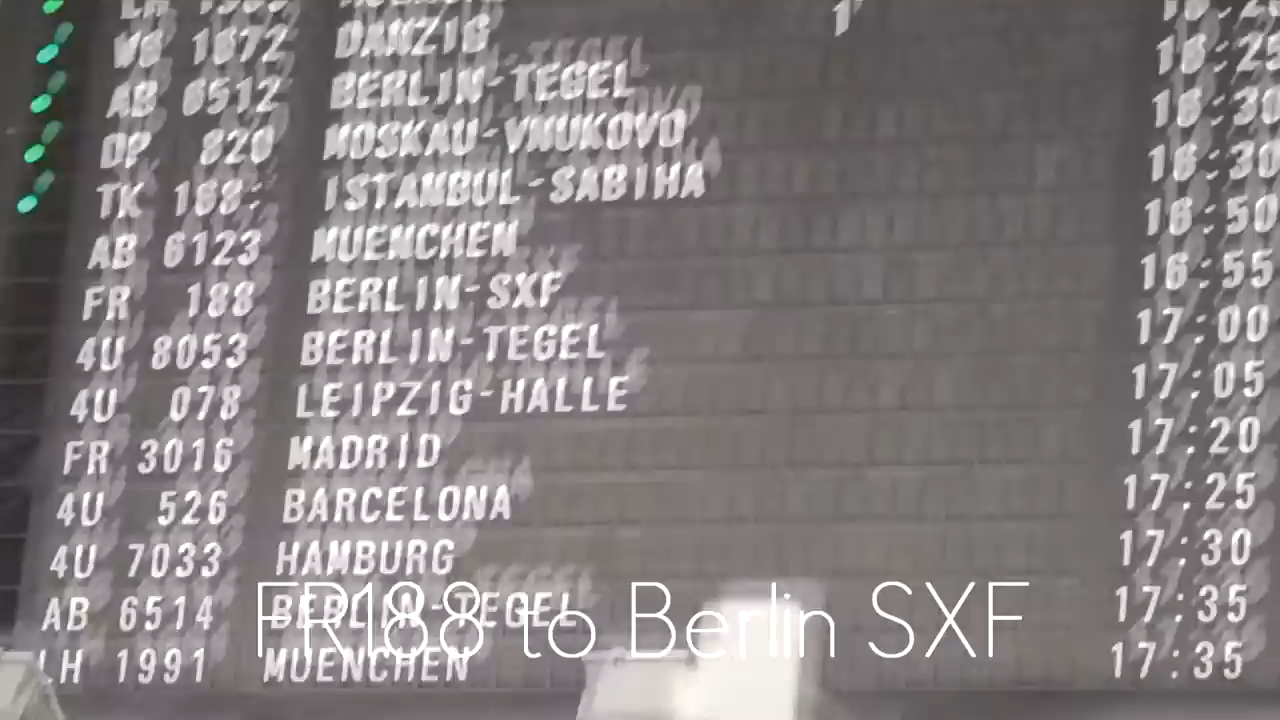 W6 1672 DANZIG
AB 6512 BERLIN-TEGEL 16:25
DP 820 MOSKAU-VNUKOVO 16:30
TK ISTANBUL-SABIHA 16:30
AB 6123 MUENCHEN 16:50
FR 188 BERLIN-SXF 16:55
4U 8053 BERLIN-TEGEL 17:00
4U 078 LEIPZIG-HALLE 17:05
FR 3016 MADRID 17:20
4U 526 BARCELONA 17:25
4U 7033 HAMBURG 17:30
AB 6514 BERLIN-TEGEL 17:35
LH 1991 MUENCHEN 17:35
FR188 to Berlin SXF